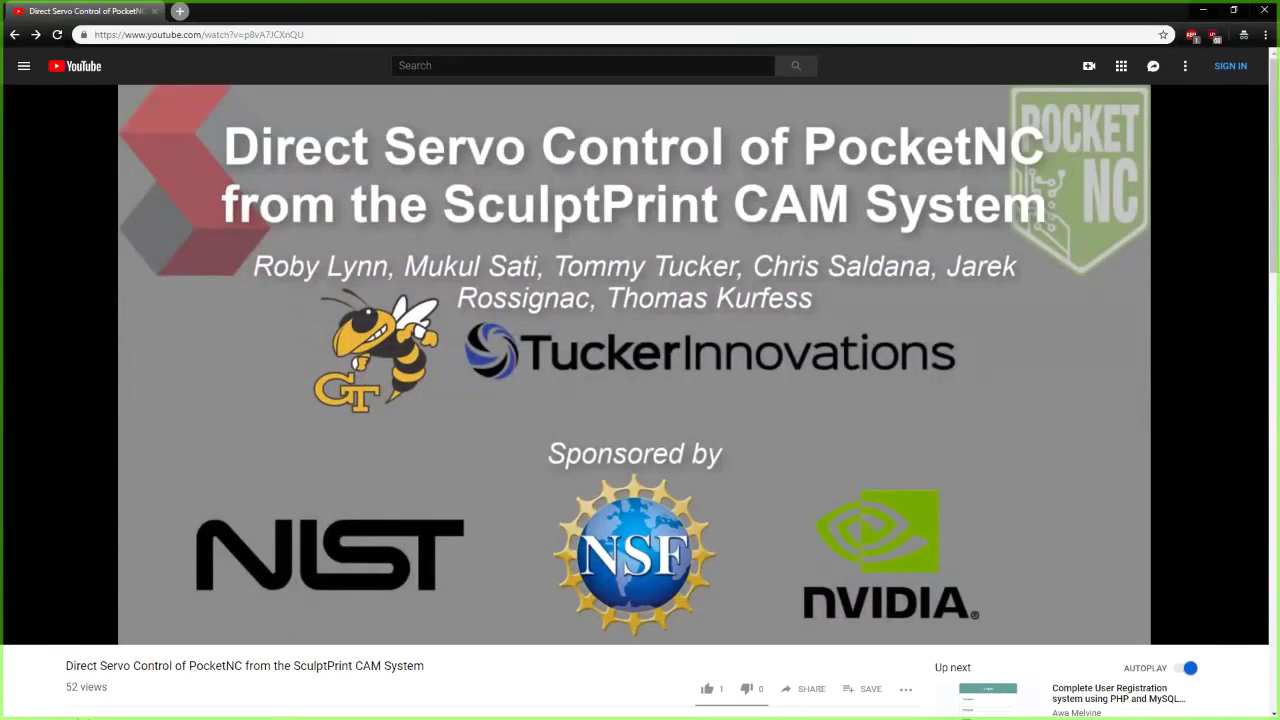 Direct Servo Control of PocketNC
https://www.youtube.com/watch?v=p8vA7JCXnQU
YouTube
Search
SIGN IN
POCKET
NC
Direct Servo Control of PocketNC
from the SculptPrint CAM System
Roby Lynn, Mukul Sati, Tommy Tucker, Chris Saldana, Jarek
Rossignac, Thomas Kurfess
GT
TuckerInnovations
Sponsored by
NIST
NSF
NVIDIA®
Direct Servo Control of PocketNC from the SculptPrint CAM System
52 views
1
0
SHARE
SAVE
Up next
AUTOPLAY
Complete User Registration
system using PHP and MySQL...
Awa Melvine